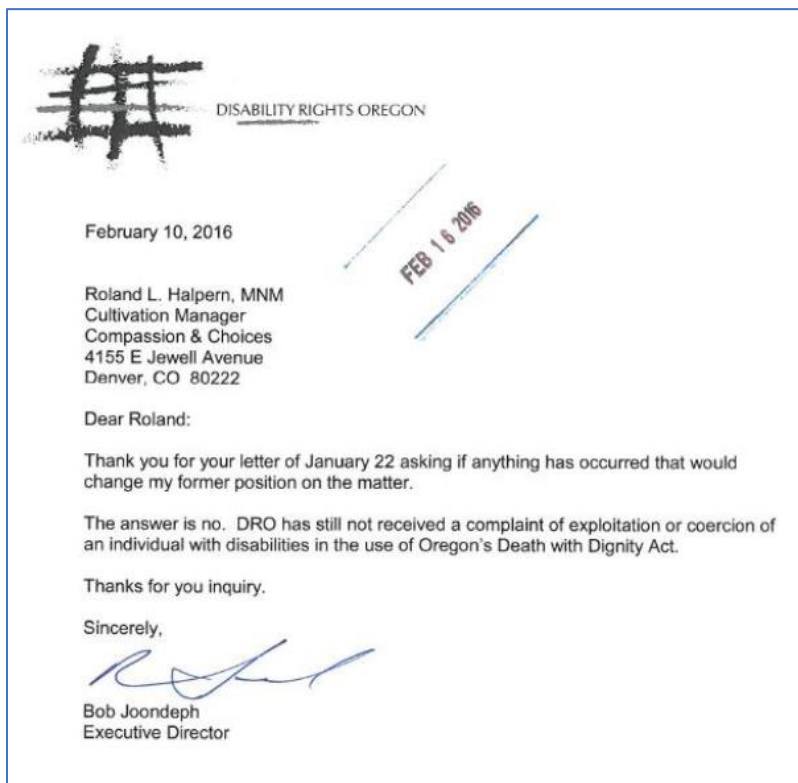 DISABILITY RIGHTS OREGON
February 10, 2016
FEB 16 2016
Roland L. Halpern, MNM
Cultivation Manager
Compassion & Choices
4155 E Jewell Avenue
Denver, CO 80222
Dear Roland:
Thank you for your letter of January 22 asking if anything has occurred that would
change my former position on the matter.
The answer is no. DRO has still not received a complaint of exploitation or coercion of
an individual with disabilities in the use of Oregon's Death with Dignity Act.
Thanks for you inquiry.
Sincerely,
Bob Joondeph
Executive Director